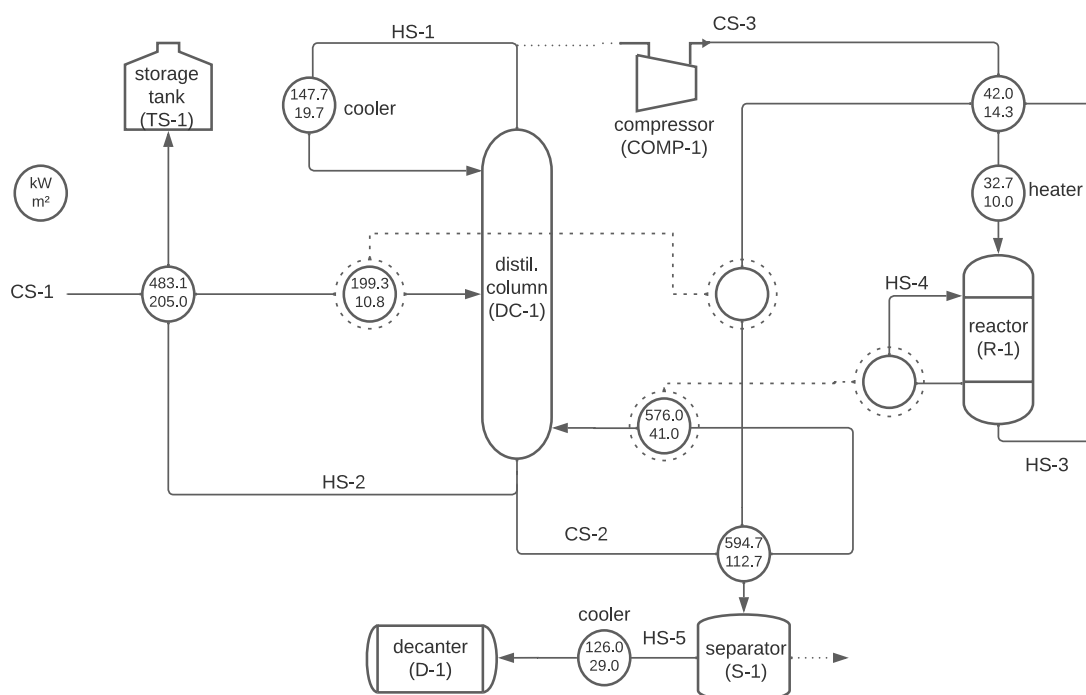 HS-1
CS-3
storage
tank
(TS-1)
147.7
19.7
cooler
compressor
(COMP-1)
42.0
14.3
kW
m²
32.7
10.0
heater
CS-1
483.1
205.0
199.3
10.8
distil.
column
(DC-1)
HS-4
reactor
(R-1)
576.0
41.0
HS-3
HS-2
CS-2
594.7
112.7
cooler
decanter
(D-1)
126.0
29.0
HS-5
separator
(S-1)